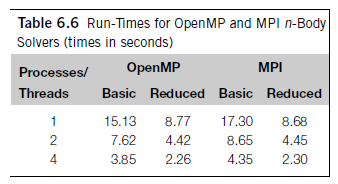 Table 6.6 Run-Times for OpenMP and MPI n-Body
Solvers (times in seconds)
Processes/ OpenMP MPI
Threads Basic Reduced Basic Reduced
1 15.13 8.77 17.30 8.68
2 7.62 4.42 8.65 4.45
4 3.85 2.26 4.35 2.30